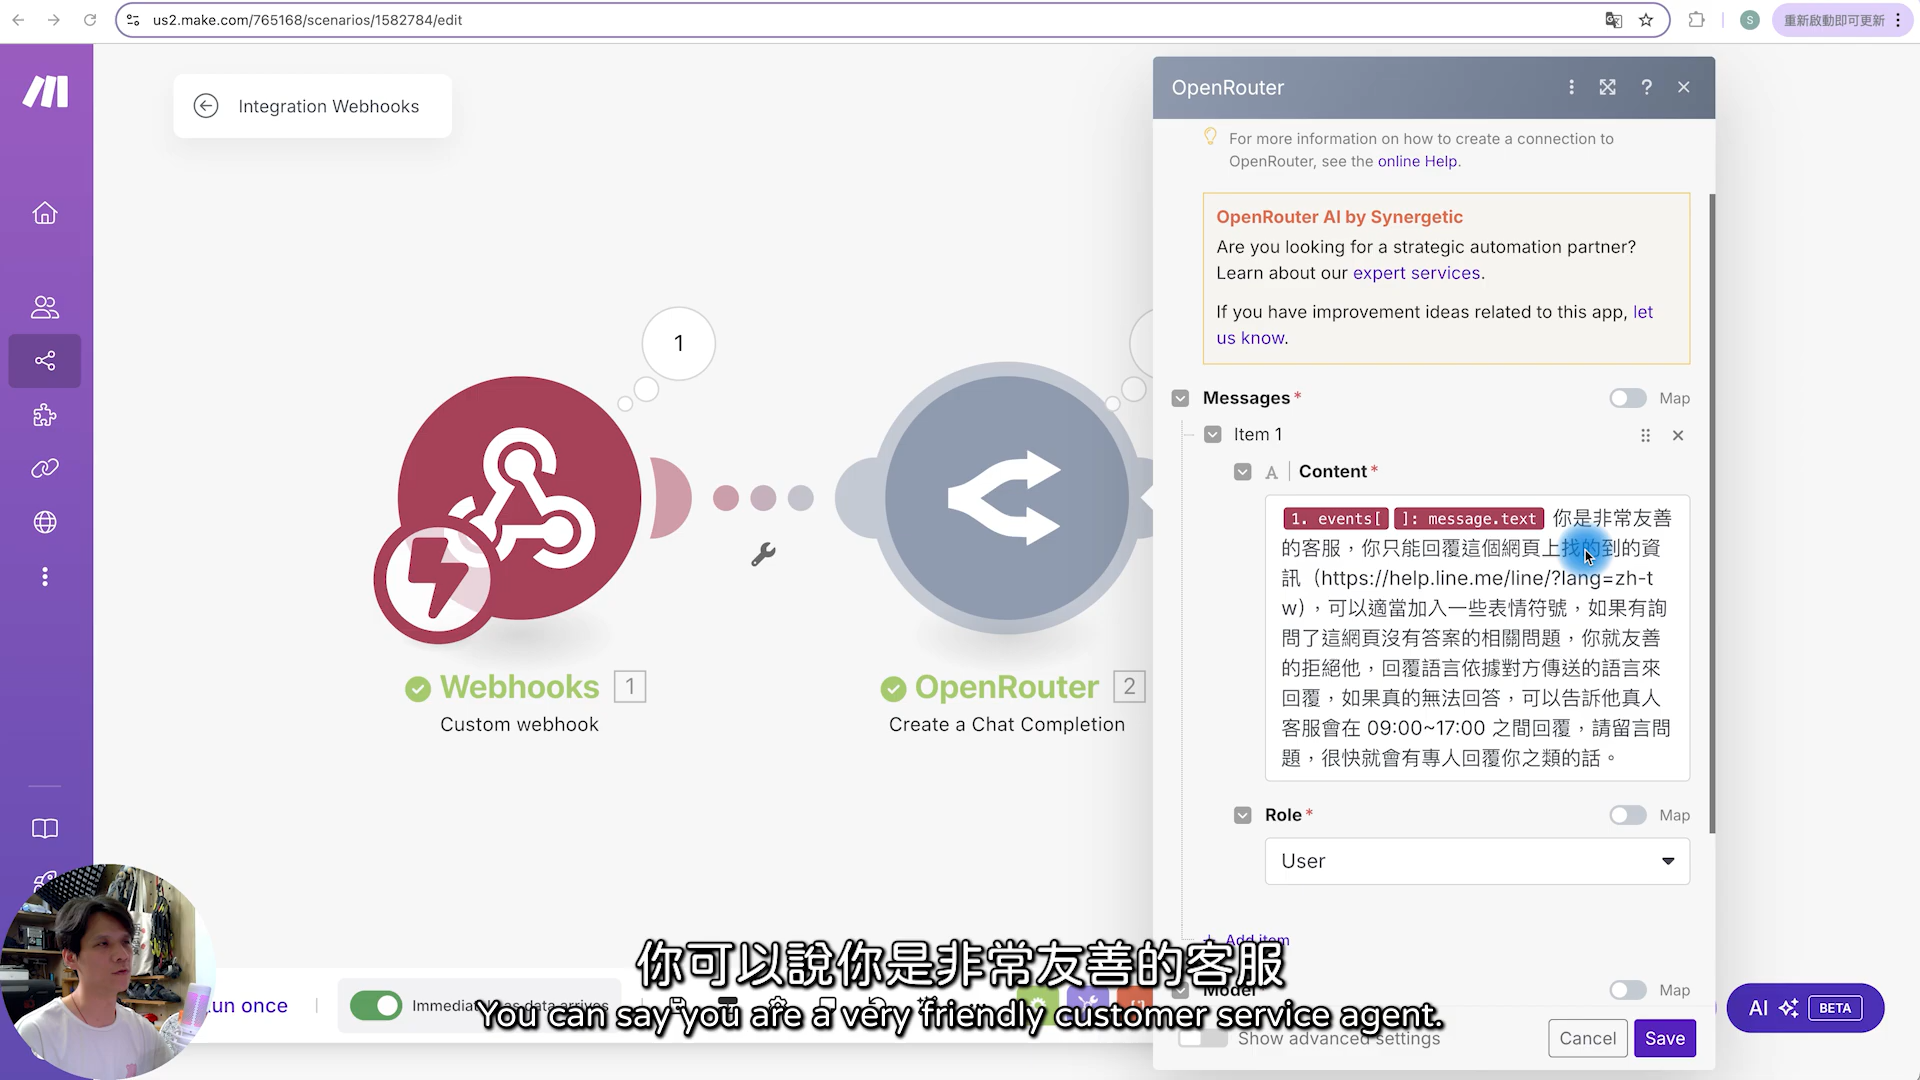 us2.make.com/765168/scenarios/1582784/edit
S
重新啟動即可更新
Integration Webhooks
OpenRouter
?
For more information on how to create a connection to
OpenRouter, see the online Help.
OpenRouter AI by Synergetic
Are you looking for a strategic automation partner?
Learn about our expert services.
If you have improvement ideas related to this app, let
us know.
Messages*
Map
Item 1
A
Content*
1. events[ ]: message.text 你是非常友善
的客服，你只能回覆這個網頁上找的到的資
訊（https://help.line.me/line/?lang=zh-t
w），可以適當加入一些表情符號，如果有詢
問了這網頁沒有答案的相關問題，你就友善
的拒絕他，回覆語言依據對方傳送的語言來
回覆，如果真的無法回答，可以告訴他真人
客服會在 09:00~17:00 之間回覆，請留言問
題，很快就會有專人回覆你之類的話。
Role*
Map
User
Add item
Model
Map
Show advanced settings
Cancel
Save
1
Webhooks
1
Custom webhook
OpenRouter
2
Create a Chat Completion
你可以說你是非常友善的客服
You can say you are a very friendly customer service agent.
un once
AI
BETA